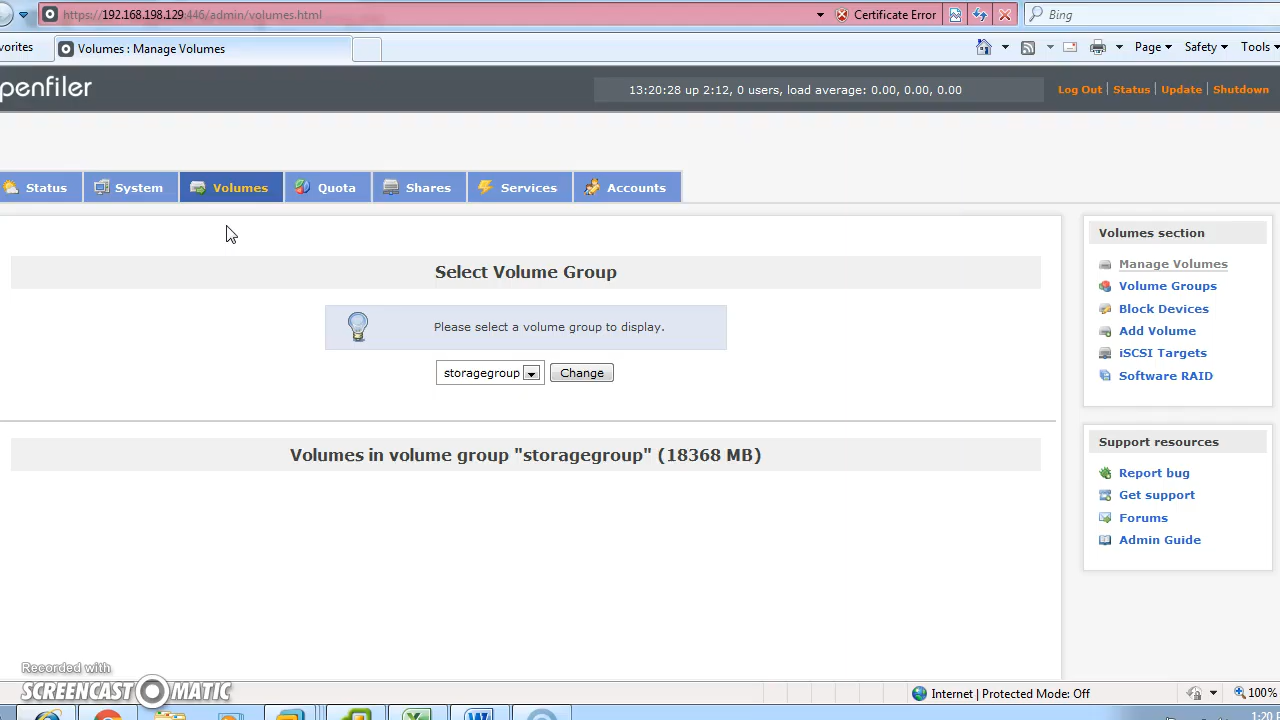 https://192.168.198.129:446/admin/volumes.html
Certificate Error
Bing
orites
Volumes : Manage Volumes
Page
Safety
Tools
penfiler
13:20:28 up 2:12, 0 users, load average: 0.00, 0.00, 0.00
Log Out | Status | Update | Shutdown
Status
System
Volumes
Quota
Shares
Services
Accounts
Select Volume Group
Please select a volume group to display.
storagegroup
Change
Volumes in volume group "storagegroup" (18368 MB)
Volumes section
Manage Volumes
Volume Groups
Block Devices
Add Volume
iSCSI Targets
Software RAID
Support resources
Report bug
Get support
Forums
Admin Guide
Recorded with
SCREENCAST MATIC
Internet | Protected Mode: Off
100%
1:20